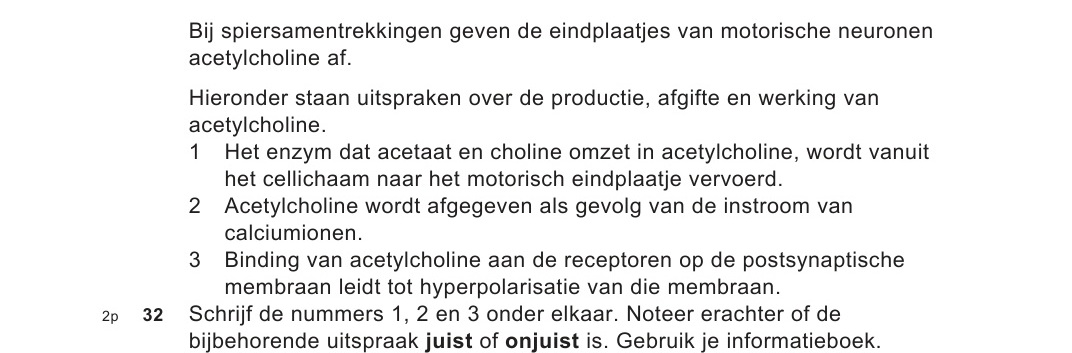 Bij spiersamentrekkingen geven de eindplaatjes van motorische neuronen
acetylcholine af.
Hieronder staan uitspraken over de productie, afgifte en werking van
acetylcholine.
1 Het enzym dat acetaat en choline omzet in acetylcholine, wordt vanuit
het cellichaam naar het motorisch eindplaatje vervoerd.
2 Acetylcholine wordt afgegeven als gevolg van de instroom van
calciumionen.
3 Binding van acetylcholine aan de receptoren op de postsynaptische
membraan leidt tot hyperpolarisatie van die membraan.
2p 32 Schrijf de nummers 1, 2 en 3 onder elkaar. Noteer erachter of de
bijbehorende uitspraak juist of onjuist is. Gebruik je informatieboek.